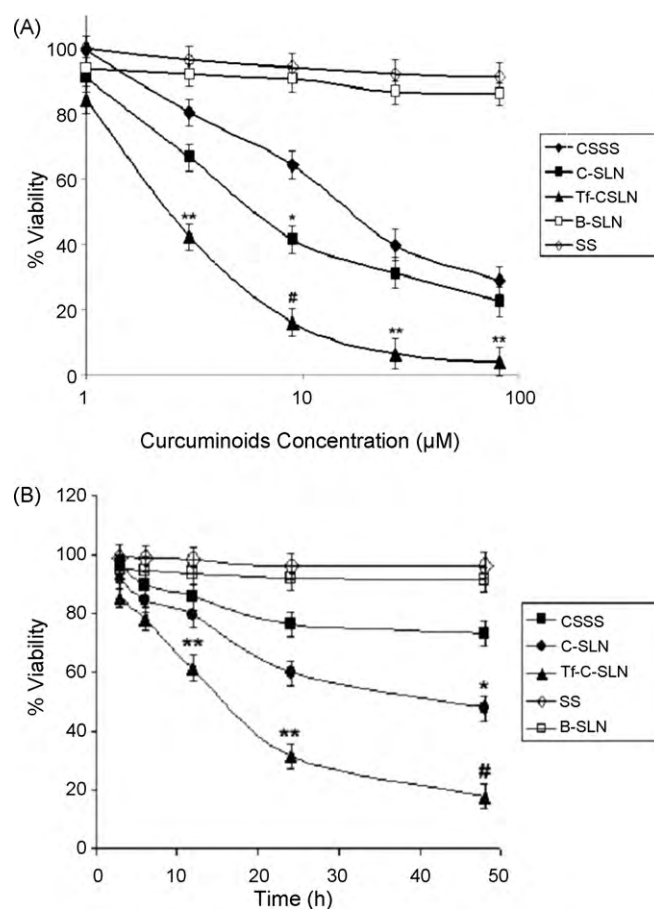 (A)
100
80
60
40
20
0
% Viability
** 
*
#
**
**
1
10
100
Curcuminoids Concentration (µM)
CSSS
C-SLN
Tf-CSLN
B-SLN
SS
(B)
120
100
80
60
40
20
0
% Viability
**
**
*
#
0
10
20
30
40
50
Time (h)
CSSS
C-SLN
Tf-C-SLN
SS
B-SLN